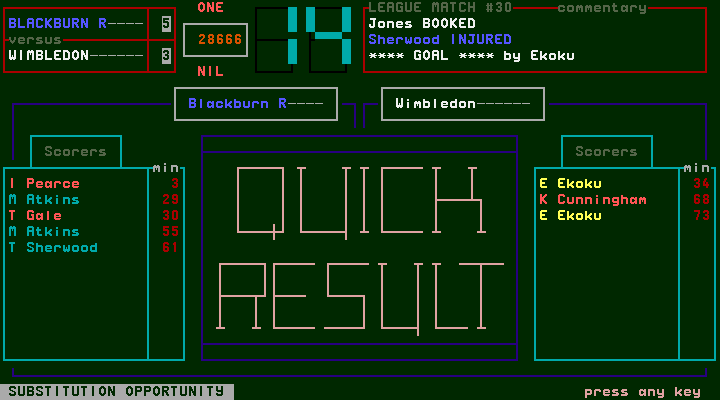 BLACKBURN R---- 5
versus
WIMBLEDON----- 3
ONE
28666
NIL
14
LEAGUE MATCH #30 commentary
Jones BOOKED
Sherwood INJURED
**** GOAL **** by Ekoku
Blackburn R----
Wimbledon------
Scorers
min
I Pearce 3
M Atkins 29
T Gale 30
M Atkins 55
T Sherwood 61
QUICK
RESULT
Scorers
min
E Ekoku 34
K Cunningham 68
E Ekoku 73
SUBSTITUTION OPPORTUNITY
press any key